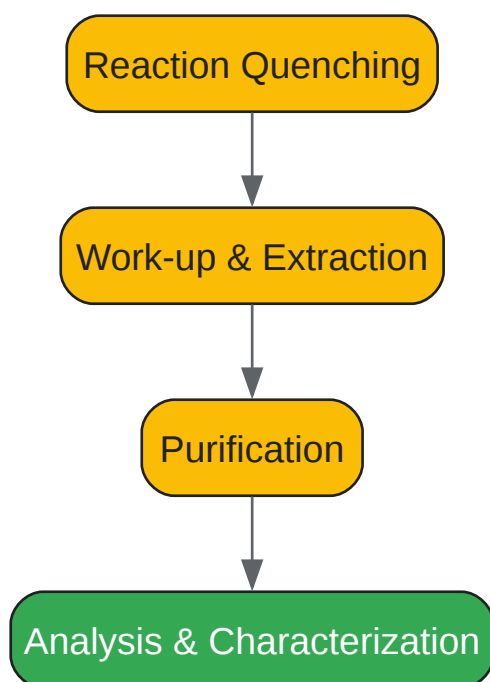 Reaction Quenching
Work-up & Extraction
Purification
Analysis & Characterization